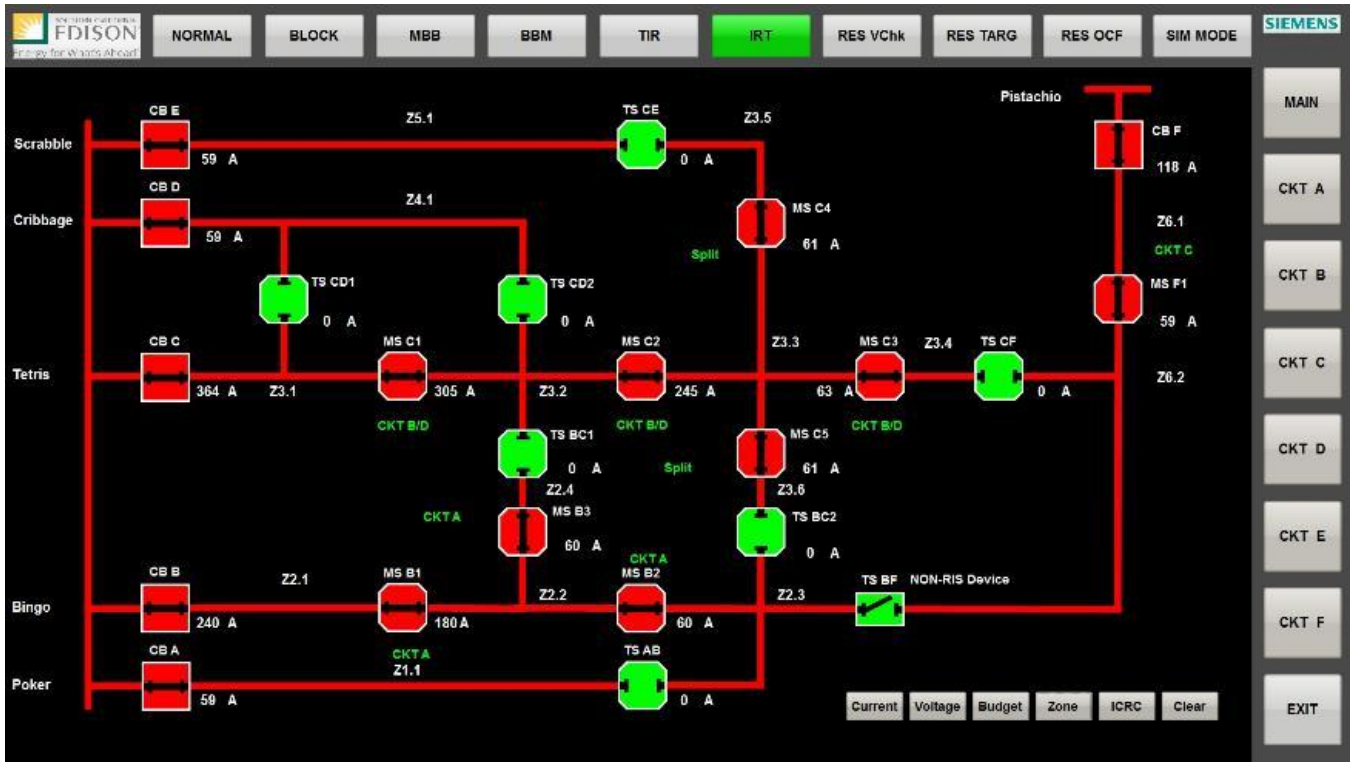 EDISON
NORMAL BLOCK MBB BBM TIR IRT RES VChk RES TARG RES OCF SIM MODE
SIEMENS
MAIN
Pistachio
CB E Z5.1 TS CE Z3.5
CB F
Scrabble
59 A 0 A
118 A
CKT A
CB D
Z4.1
MS C4
Cribbage
59 A
61 A
Z6.1
Split
CKT C
CKT B
TS CD1 TS CD2
MS F1
0 A 0 A
59 A
CB C MS C1 MS C2 Z3.3 MS C3 Z3.4 TS CF
CKT C
Tetris
Z6.2
364 A Z3.1 305 A Z3.2 245 A 63 A 0 A
CKT B/D CKT B/D CKT B/D
TS BC1
MS C5
CKT D
0 A Split 61 A
Z2.4 Z3.6
MS B3 TS BC2
CKT A
60 A
0 A
CKT E
CKT A
CB B Z2.1 MS B1 MS B2 TS BF NON-RIS Device
Z2.2 Z2.3
Bingo
240 A 180 A 60 A
CKT F
CB A CKT A TS AB
Z1.1
Poker
59 A 0 A
Current Voltage Budget Zone ICRC Clear
EXIT